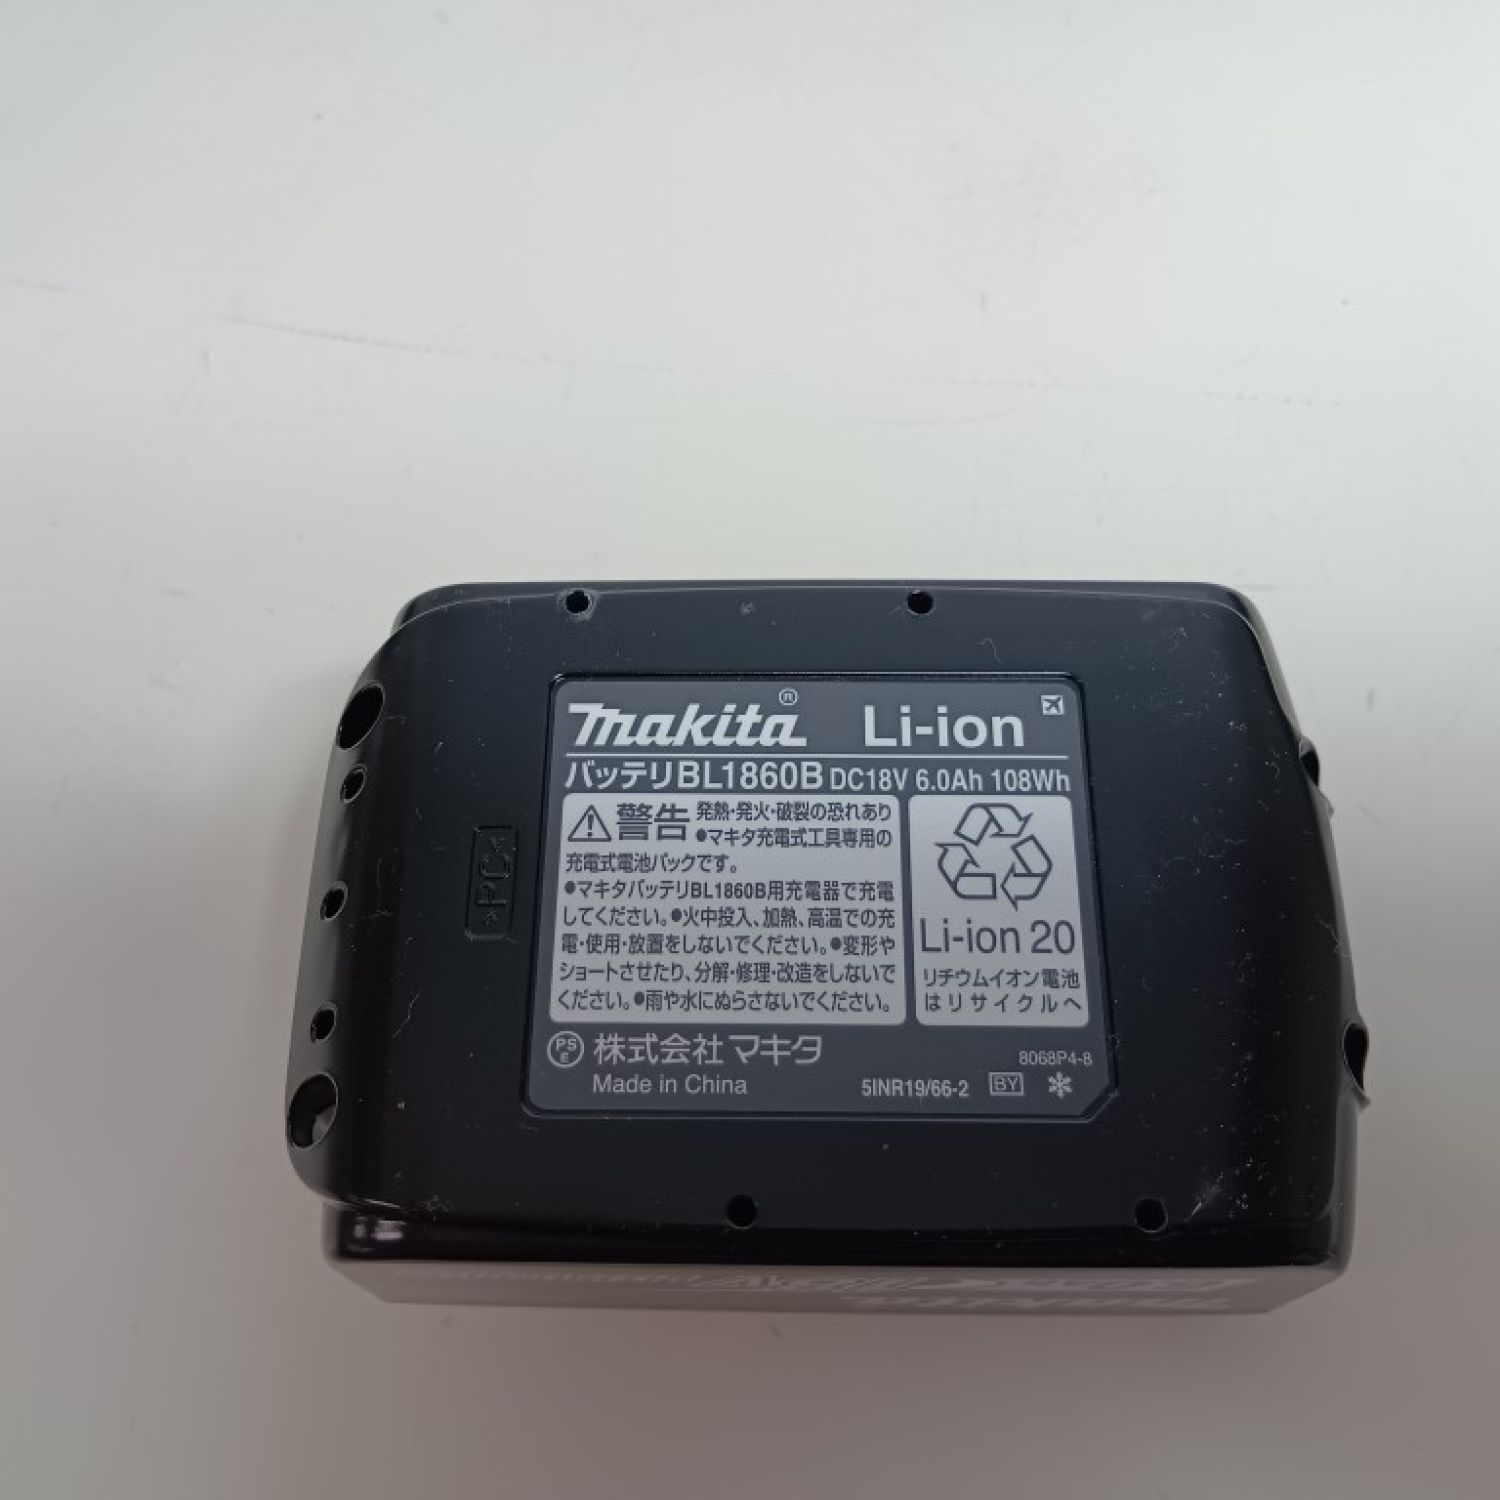 makita® Li-ion
バッテリBL1860B DC18V 6.0Ah 108Wh
警告 発熱・発火・破裂の恐れあり
●マキタ充電式工具専用の
充電式電池パックです。
●マキタバッテリBL1860B用充電器で充電
してください。●火中投入、加熱、高温での充
電・使用・放置をしないでください。●変形や
ショートさせたり、分解・修理・改造をしないで
ください。●雨や水にぬらさないでください。
Li-ion 20
リチウムイオン電池
はリサイクルへ
PSE 株式会社マキタ
Made in China
8068P4-8
5INR19/66-2 BY
>PC<
makita